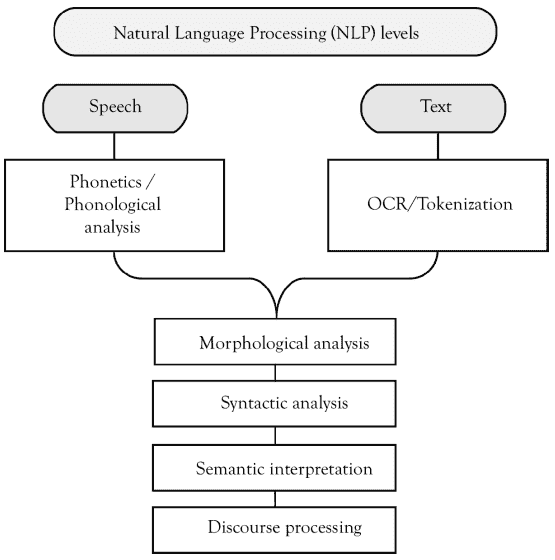 Natural Language Processing (NLP) levels
Speech
Text
Phonetics /
Phonological
analysis
OCR/Tokenization
Morphological analysis
Syntactic analysis
Semantic interpretation
Discourse processing